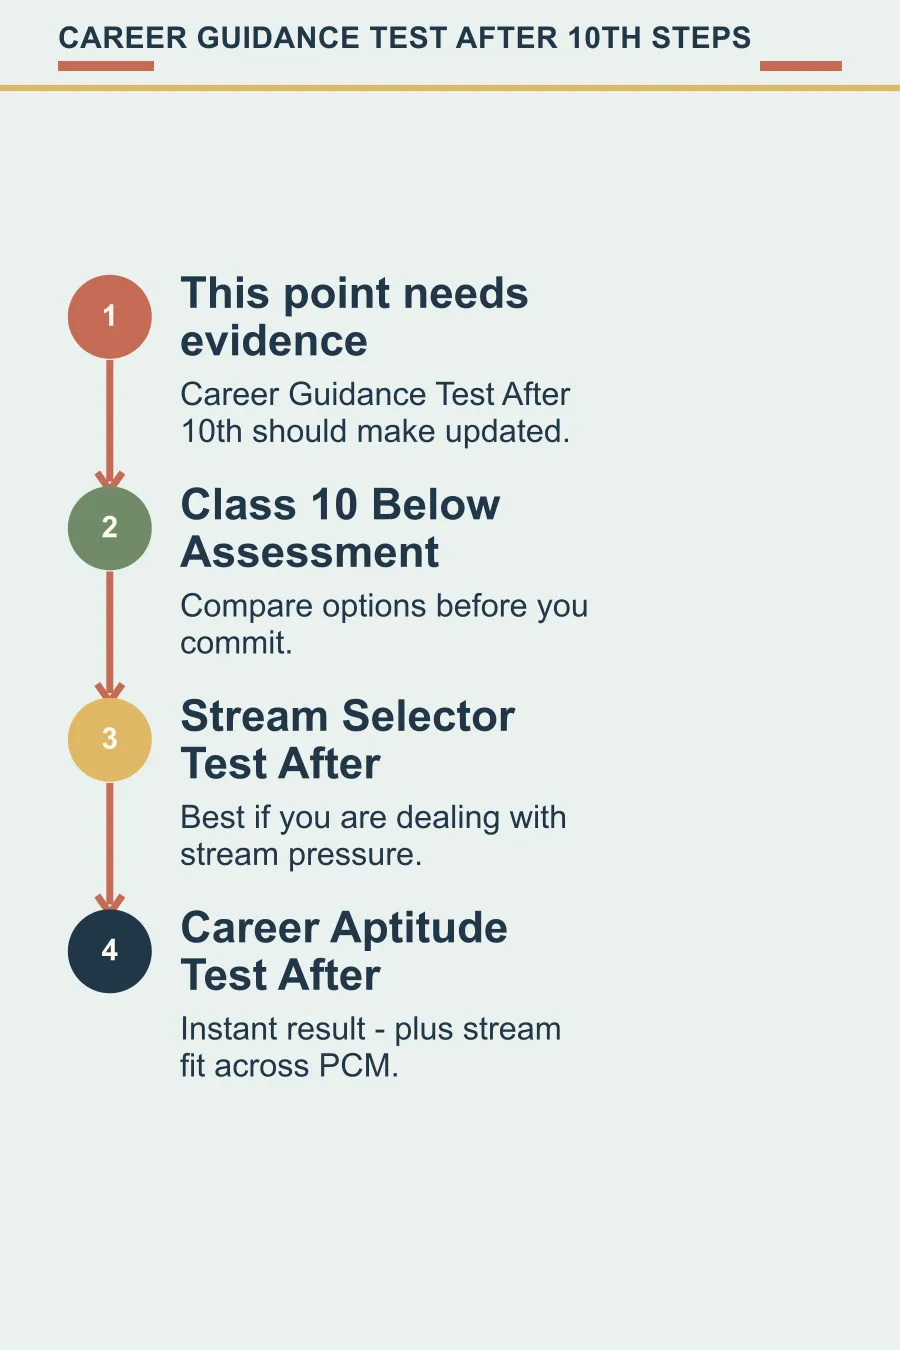 CAREER GUIDANCE TEST AFTER 10TH STEPS
1
This point needs
evidence
Career Guidance Test After
10th should make updated.
2
Class 10 Below
Assessment
Compare options before you
commit.
3
Stream Selector
Test After
Best if you are dealing with
stream pressure.
4
Career Aptitude
Test After
Instant result - plus stream
fit across PCM.